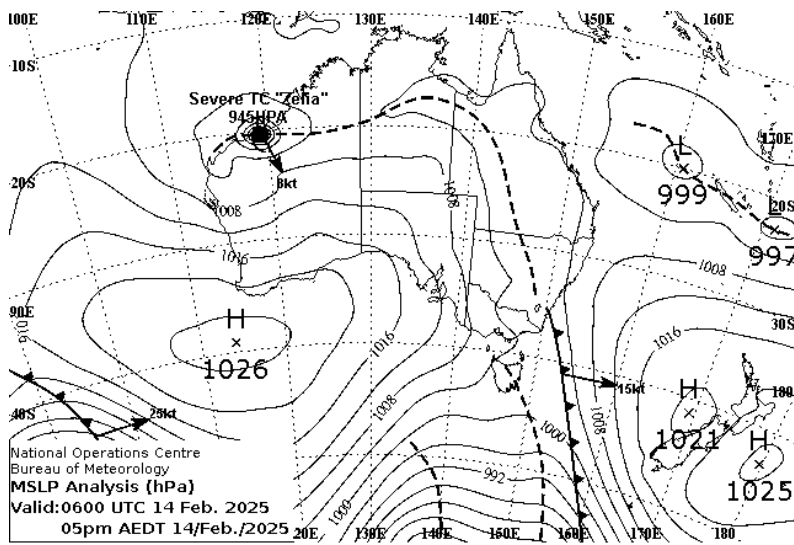 100E 110E 120E 130E 140E 150E 160E
10S
Severe TC "Zelia"
945HPA
170E
8kt
20S
L
999
20S
L
997
1008
1008
1008
1016
1016
30S
H
1026
1016
1016
1008
H
1021
180
H
1025
15kt
1008
1000
25kt
40S
992
1000
National Operations Centre
Bureau of Meteorology
MSLP Analysis (hPa)
Valid:0600 UTC 14 Feb. 2025
05pm AEDT 14/Feb./2025
20E 130E 140E 150E 160E 170E 180